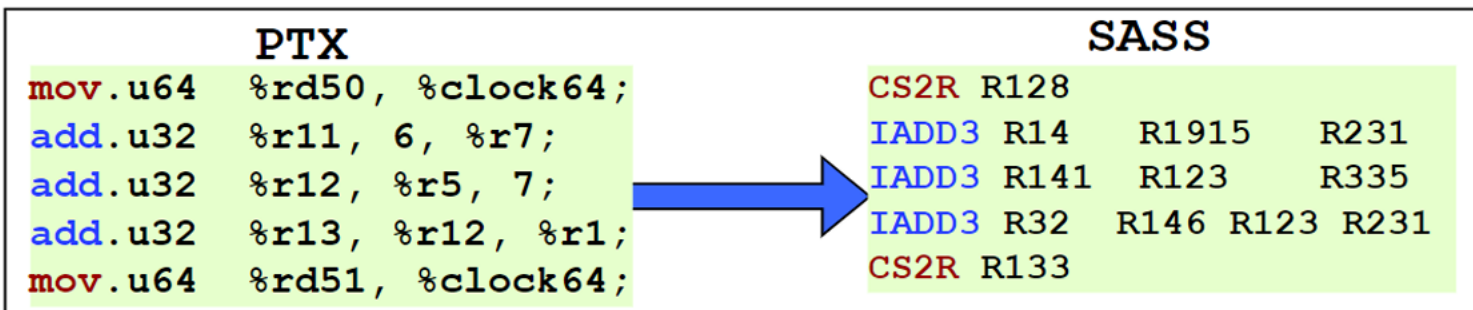 PTX
mov.u64 %rd50, %clock64;
add.u32 %r11, 6, %r7;
add.u32 %r12, %r5, 7;
add.u32 %r13, %r12, %r1;
mov.u64 %rd51, %clock64;
SASS
CS2R R128
IADD3 R14 R1915 R231
IADD3 R141 R123 R335
IADD3 R32 R146 R123 R231
CS2R R133